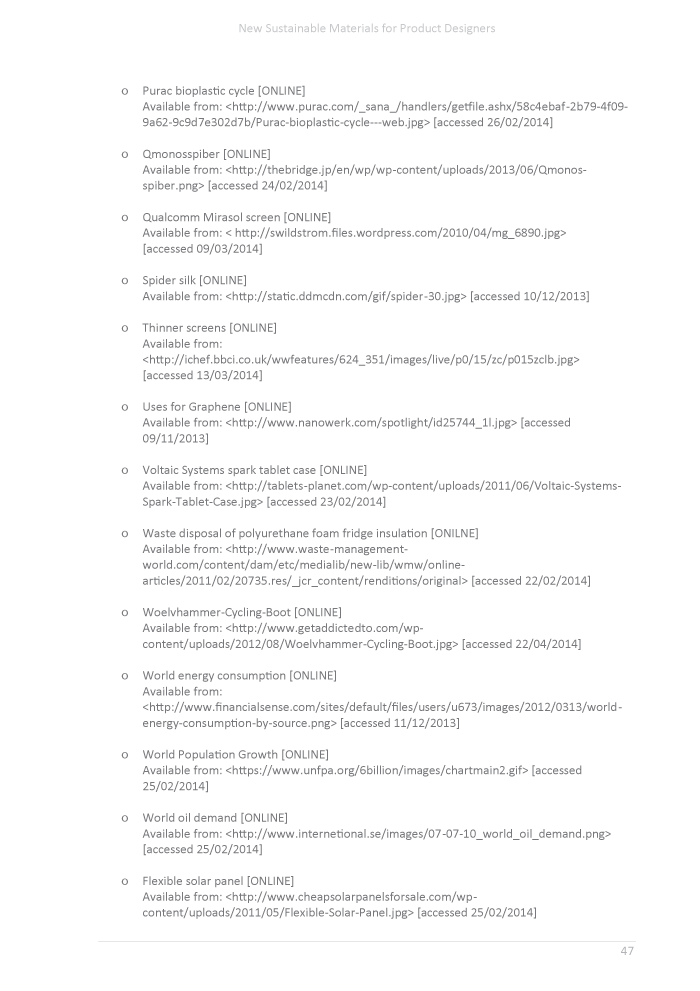 New Sustainable Materials for Product Designers
o Purac bioplastic cycle [ONLINE]
Available from: <http://www.purac.com/_sana_/handlers/getfile.ashx/58c4ebaf-2b79-4f09-
9a62-9c9d7e302d7b/Purac-bioplastic-cycle---web.jpg> [accessed 26/02/2014]
o Qmonosspiber [ONLINE]
Available from: <http://thebridge.jp/en/wp/wp-content/uploads/2013/06/Qmonos-
spiber.png> [accessed 24/02/2014]
o Qualcomm Mirasol screen [ONLINE]
Available from: < http://swildstrom.files.wordpress.com/2010/04/mg_6890.jpg>
[accessed 09/03/2014]
o Spider silk [ONLINE]
Available from: <http://static.ddmcdn.com/gif/spider-30.jpg> [accessed 10/12/2013]
o Thinner screens [ONLINE]
Available from:
<http://ichef.bbci.co.uk/wwfeatures/624_351/images/live/p0/15/zc/p015zclb.jpg>
[accessed 13/03/2014]
o Uses for Graphene [ONLINE]
Available from: <http://www.nanowerk.com/spotlight/id25744_1l.jpg> [accessed
09/11/2013]
o Voltaic Systems spark tablet case [ONLINE]
Available from: <http://tablets-planet.com/wp-content/uploads/2011/06/Voltaic-Systems-
Spark-Tablet-Case.jpg> [accessed 23/02/2014]
o Waste disposal of polyurethane foam fridge insulation [ONILNE]
Available from: <http://www.waste-management-
world.com/content/dam/etc/medialib/new-lib/wmw/online-
articles/2011/02/20735.res/_jcr_content/renditions/original> [accessed 22/02/2014]
o Woelvhammer-Cycling-Boot [ONLINE]
Available from: <http://www.getaddictedto.com/wp-
content/uploads/2012/08/Woelvhammer-Cycling-Boot.jpg> [accessed 22/04/2014]
o World energy consumption [ONLINE]
Available from:
<http://www.financialsense.com/sites/default/files/users/u673/images/2012/0313/world-
energy-consumption-by-source.png> [accessed 11/12/2013]
o World Population Growth [ONLINE]
Available from: <https://www.unfpa.org/6billion/images/chartmain2.gif> [accessed
25/02/2014]
o World oil demand [ONLINE]
Available from: <http://www.internetional.se/images/07-07-10_world_oil_demand.png>
[accessed 25/02/2014]
o Flexible solar panel [ONLINE]
Available from: <http://www.cheapsolarpanelsforsale.com/wp-
content/uploads/2011/05/Flexible-Solar-Panel.jpg> [accessed 25/02/2014]
47